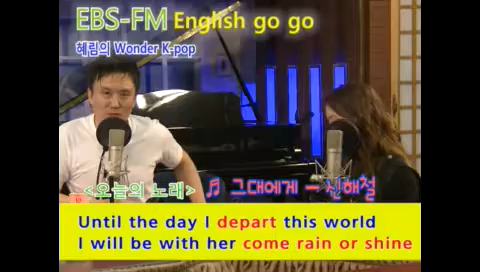 EBS-FM English go go
혜림의 Wonder K-pop
<오늘의 노래> ♬ 그대에게 – 신해철
Until the day I depart this world
I will be with her come rain or shine